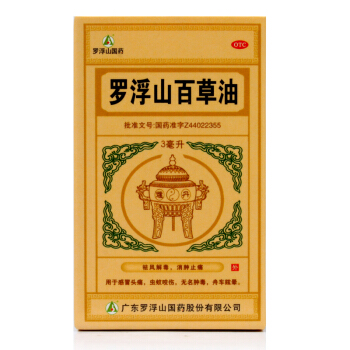 罗浮山国药
OTC
罗浮山百草油
批准文号:国药准字Z44022355
3毫升
祛风解毒，消肿止痛
用于感冒头痛，虫蚊咬伤，无名肿毒，舟车眩晕。
广东罗浮山国药股份有限公司